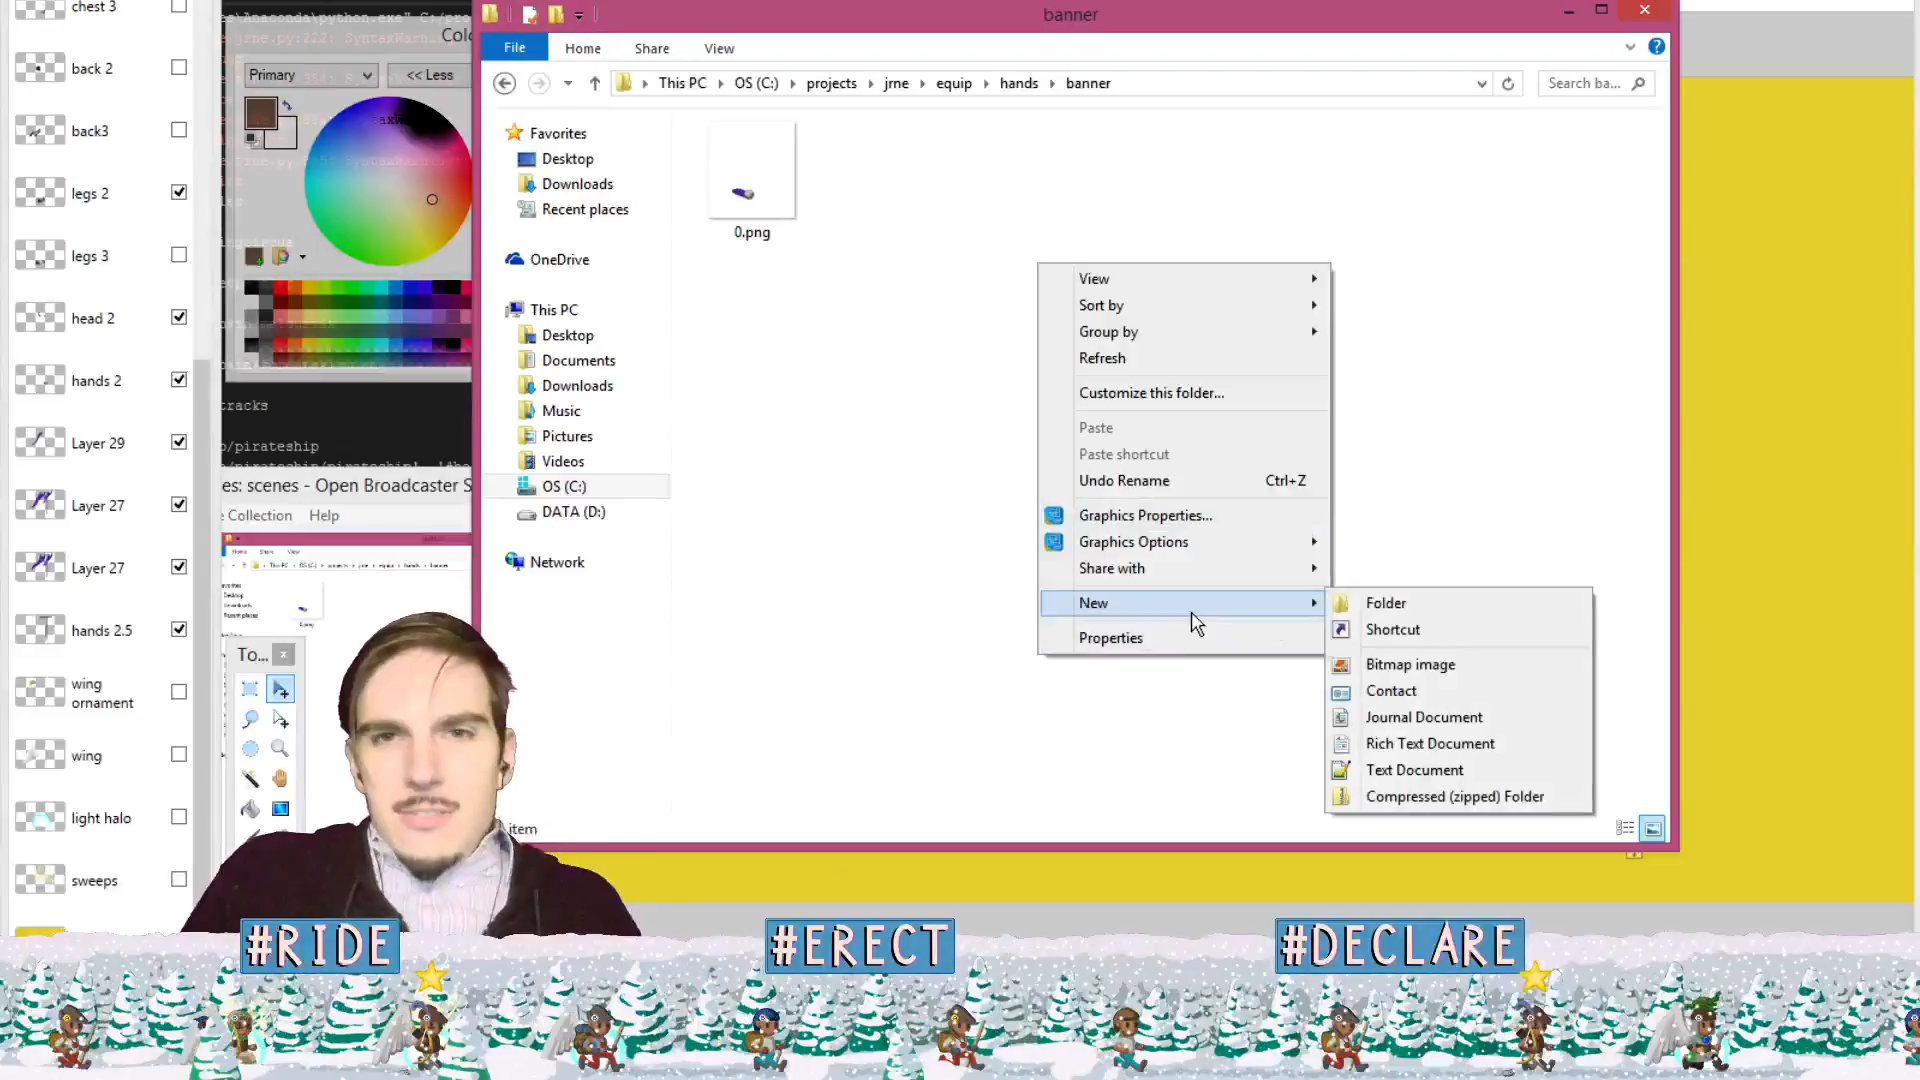 chest 3
back 2
back3
legs 2
legs 3
head 2
hands 2
Layer 29
Layer 27
Layer 27
hands 2.5
wing
ornament
wing
light halo
sweeps
Primary
<< Less
tracks
o/pirateship
es: scenes - Open Broadcaster S
Collection
Help
To...
banner
File
Home
Share
View
This PC
OS (C:)
projects
jrne
equip
hands
banner
Search ba...
Favorites
Desktop
Downloads
Recent places
OneDrive
This PC
Desktop
Documents
Downloads
Music
Pictures
Videos
OS (C:)
DATA (D:)
Network
0.png
item
View
Sort by
Group by
Refresh
Customize this folder...
Paste
Paste shortcut
Undo Rename Ctrl+Z
Graphics Properties...
Graphics Options
Share with
New
Properties
Folder
Shortcut
Bitmap image
Contact
Journal Document
Rich Text Document
Text Document
Compressed (zipped) Folder
#RIDE
#ERECT
#DECLARE